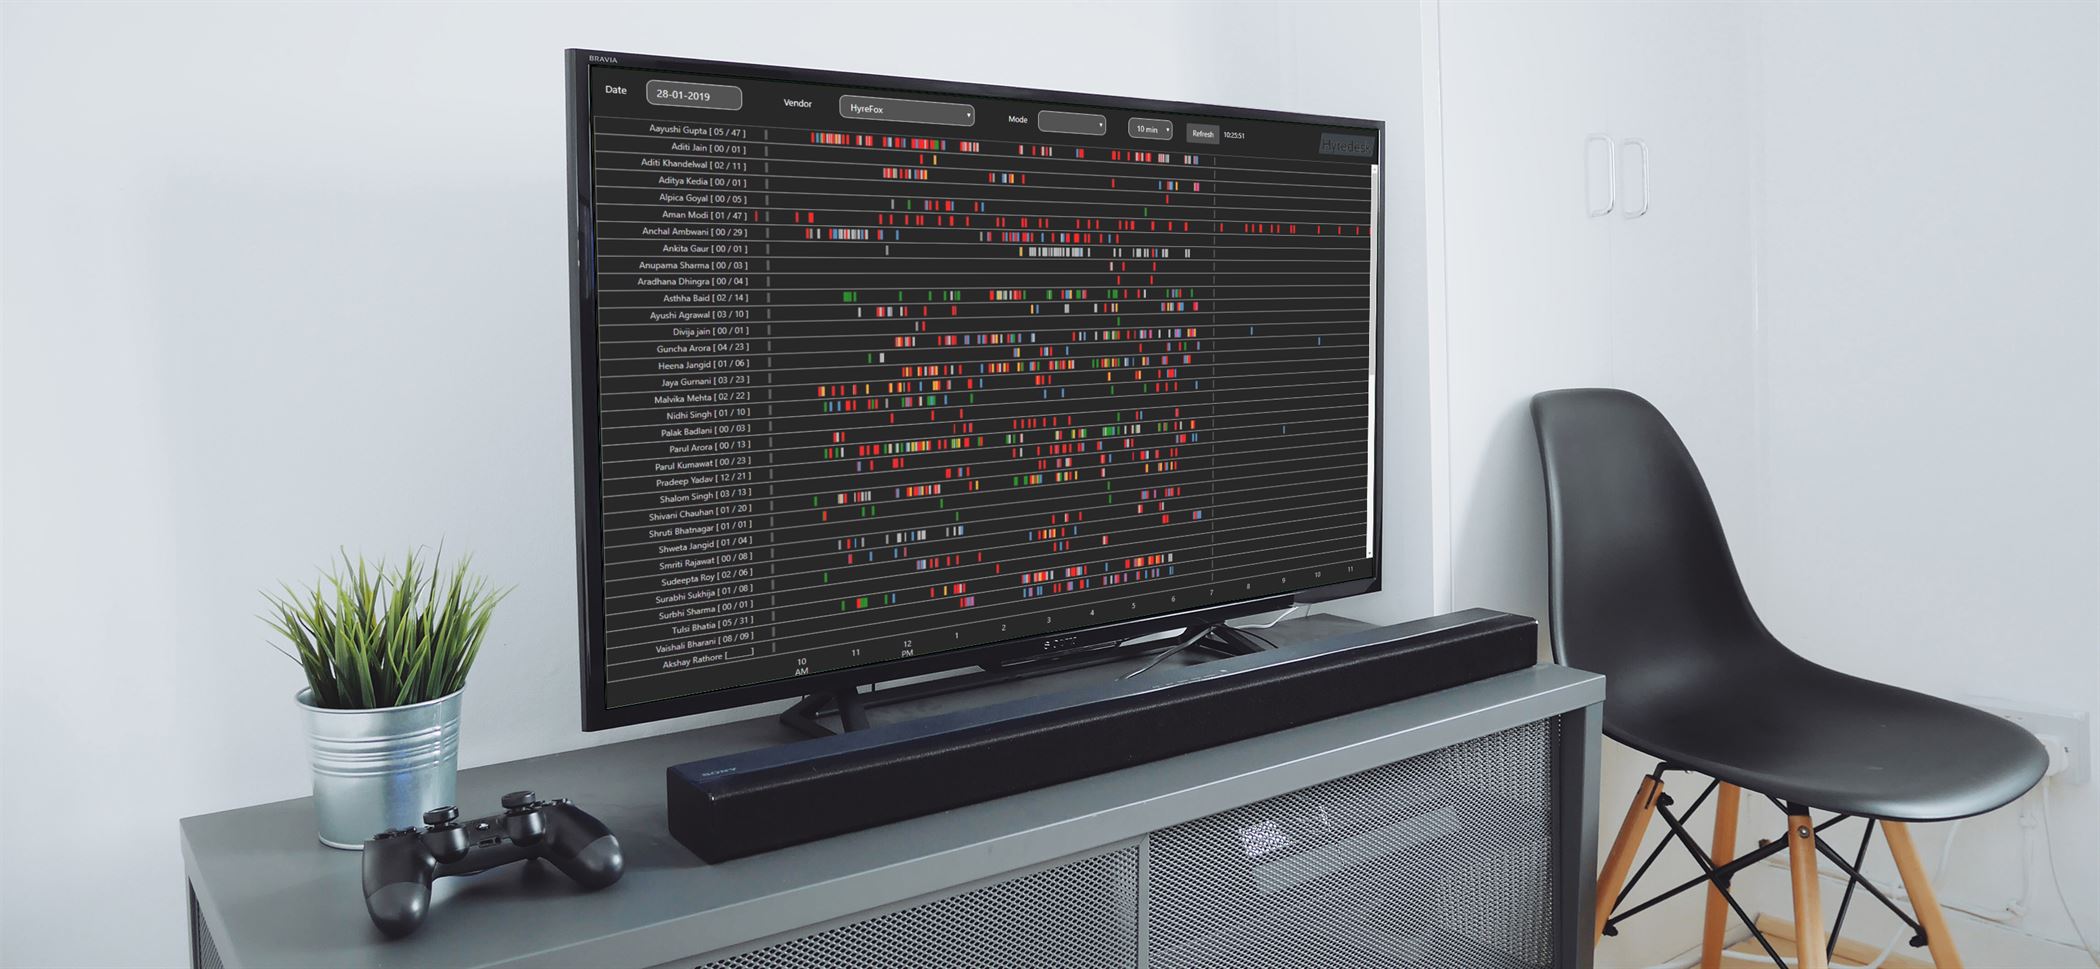 BRAVIA
Date 28-01-2019 Vendor HyreFox Mode 10 min Refresh 10:25:51
Hyredesk
Aayushi Gupta [ 05 / 47 ]
Aditi Jain [ 00 / 01 ]
Aditi Khandelwal [ 02 / 11 ]
Aditya Kedia [ 00 / 01 ]
Alpica Goyal [ 00 / 05 ]
Aman Modi [ 01 / 47 ]
Anchal Ambwani [ 00 / 29 ]
Ankita Gaur [ 00 / 01 ]
Anupama Sharma [ 00 / 03 ]
Aradhana Dhingra [ 00 / 04 ]
Asthha Baid [ 02 / 14 ]
Ayushi Agrawal [ 03 / 10 ]
Divija jain [ 00 / 01 ]
Guncha Arora [ 04 / 23 ]
Heena Jangid [ 01 / 06 ]
Jaya Gurnani [ 03 / 23 ]
Malvika Mehta [ 02 / 22 ]
Nidhi Singh [ 01 / 10 ]
Palak Badlani [ 00 / 03 ]
Parul Arora [ 00 / 13 ]
Parul Kumawat [ 00 / 23 ]
Pradeep Yadav [ 12 / 21 ]
Shalom Singh [ 03 / 13 ]
Shivani Chauhan [ 01 / 20 ]
Shruti Bhatnagar [ 01 / 01 ]
Shweta Jangid [ 01 / 04 ]
Smriti Rajawat [ 00 / 08 ]
Sudeepta Roy [ 02 / 06 ]
Surabhi Sukhija [ 01 / 08 ]
Surbhi Sharma [ 00 / 01 ]
Tulsi Bhatia [ 05 / 31 ]
Vaishali Bharani [ 08 / 09 ]
Akshay Rathore [____]
10 11 12 1 2 3 4 5 6 7 8 9 10 11
AM PM
SONY
SONY